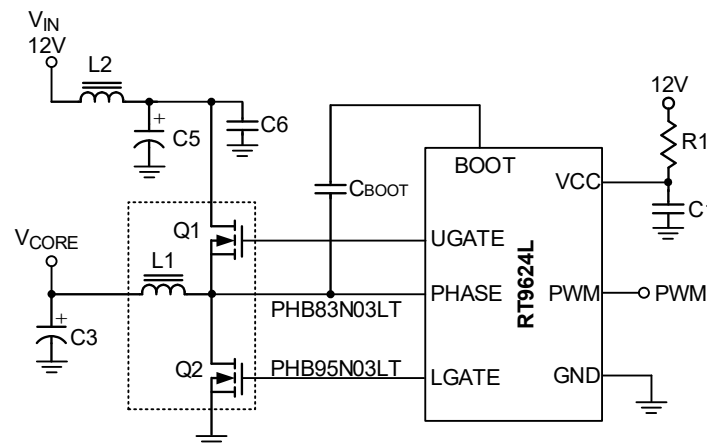 VIN
12V
L2
C5
C6
12V
R1
BOOT
CBOOT
VCC
C1
VCORE
Q1
UGATE
L1
PHASE
RT9624L
PWM
PWM
PHB83N03LT
C3
Q2
PHB95N03LT
LGATE
GND